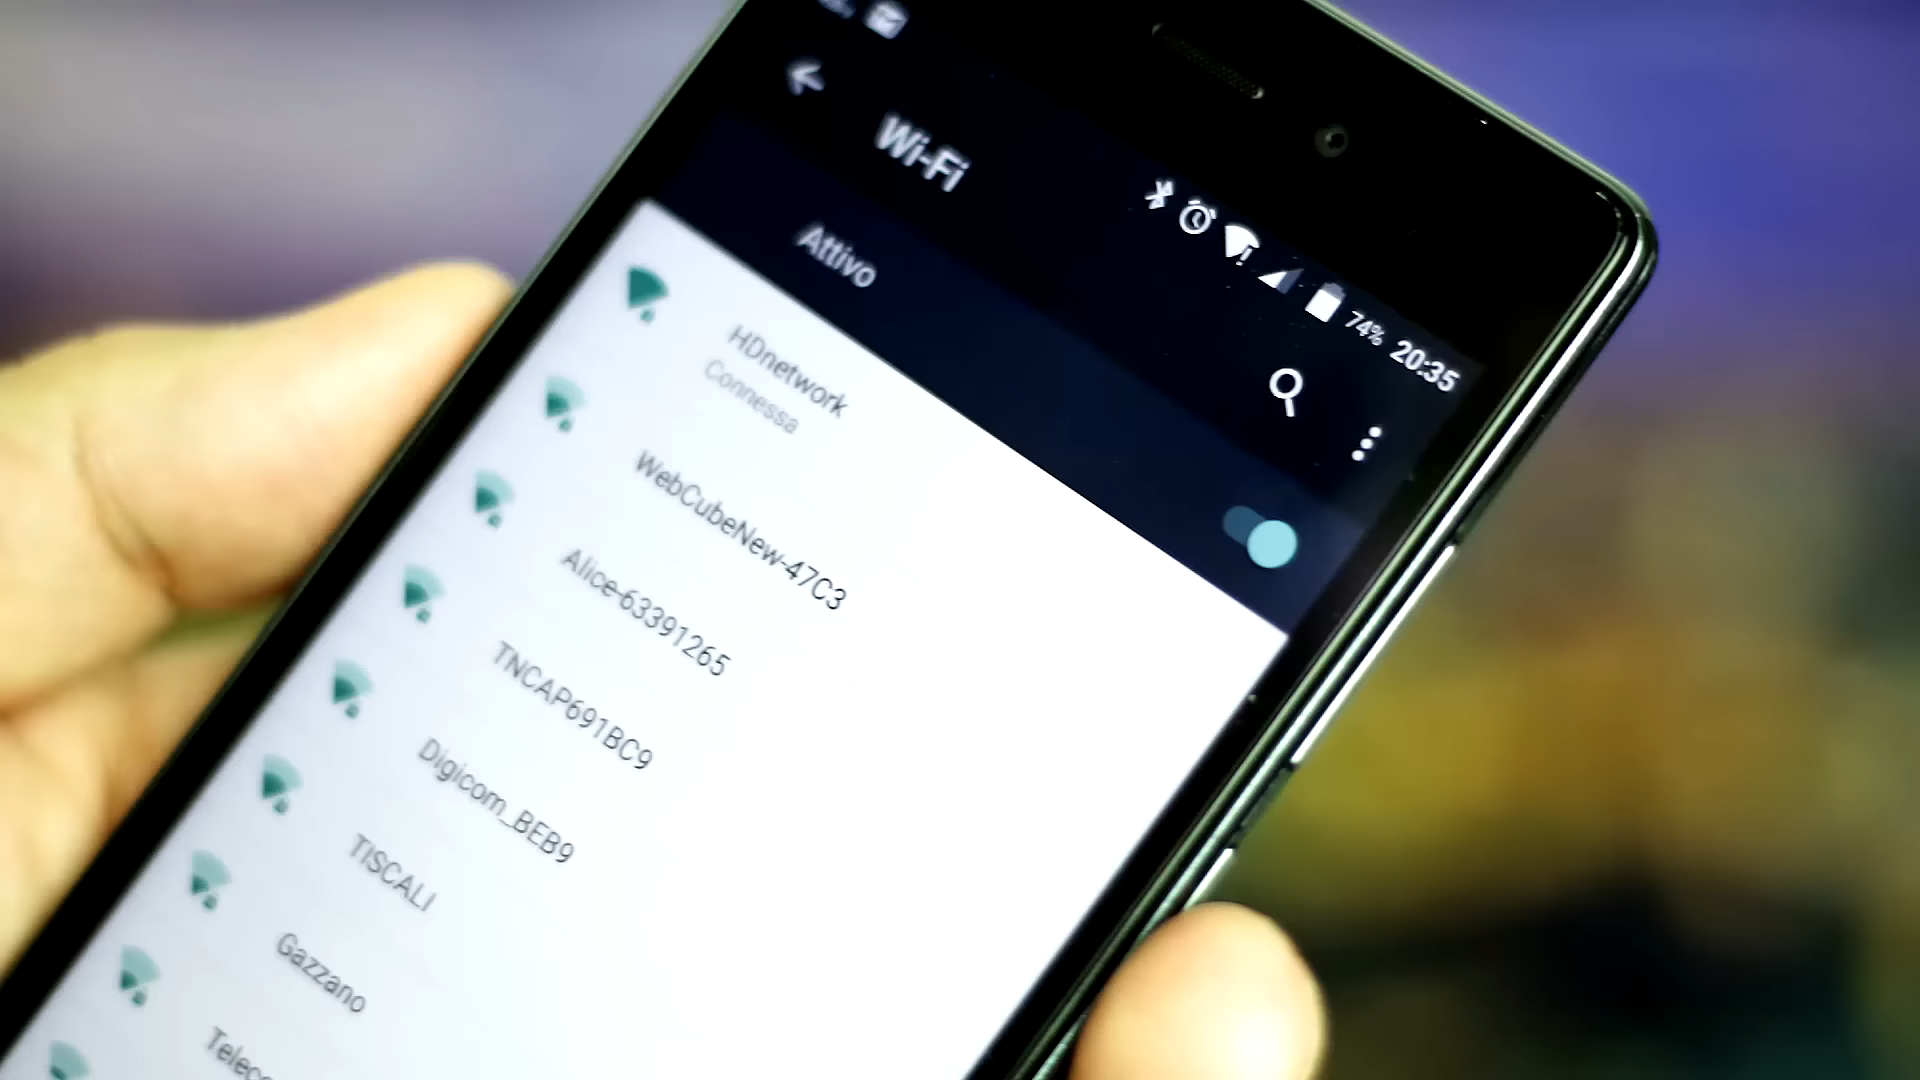 74% 20:35
Wi-Fi
Attivo
HDnetwork
Connessa
WebCubeNew-47C3
Alice-63391265
TNCAP691BC9
Digicom_BEB9
TISCALI
Gazzano